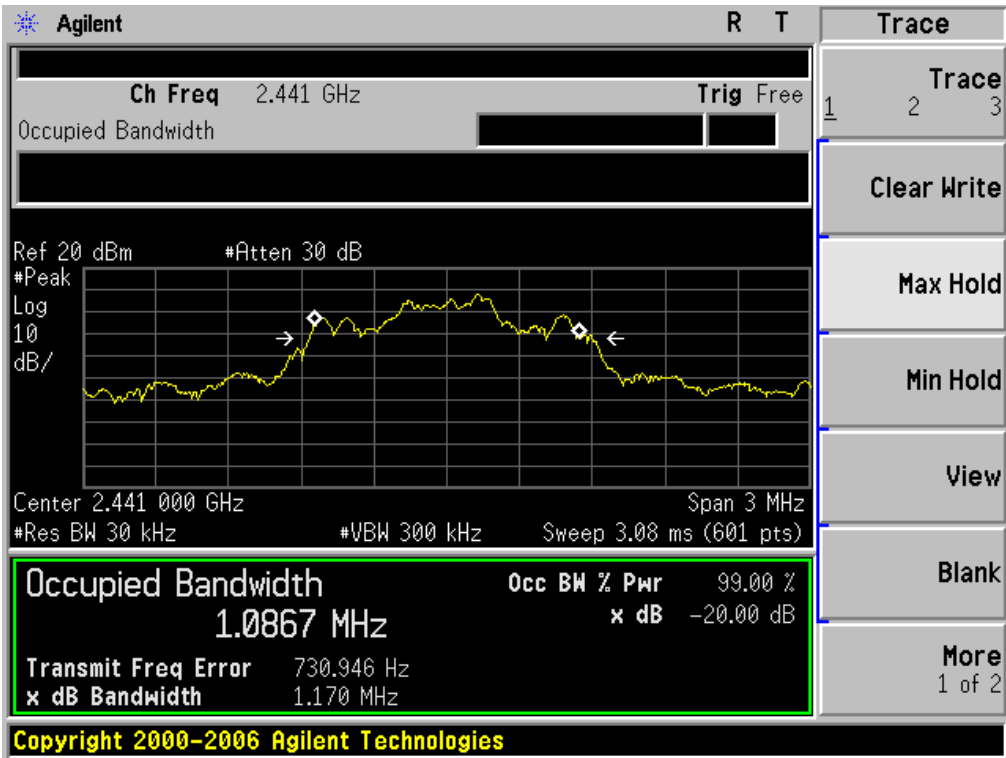 Agilent R T
Ch Freq 2.441 GHz Trig Free
Occupied Bandwidth
Ref 20 dBm #Atten 30 dB
#Peak
Log
10
dB/
Center 2.441 000 GHz Span 3 MHz
#Res BW 30 kHz #VBW 300 kHz Sweep 3.08 ms (601 pts)
Occupied Bandwidth Occ BW % Pwr 99.00 %
1.0867 MHz x dB -20.00 dB
Transmit Freq Error 730.946 Hz
x dB Bandwidth 1.170 MHz
Copyright 2000-2006 Agilent Technologies
Trace
Trace
1 2 3
Clear Write
Max Hold
Min Hold
View
Blank
More
1 of 2